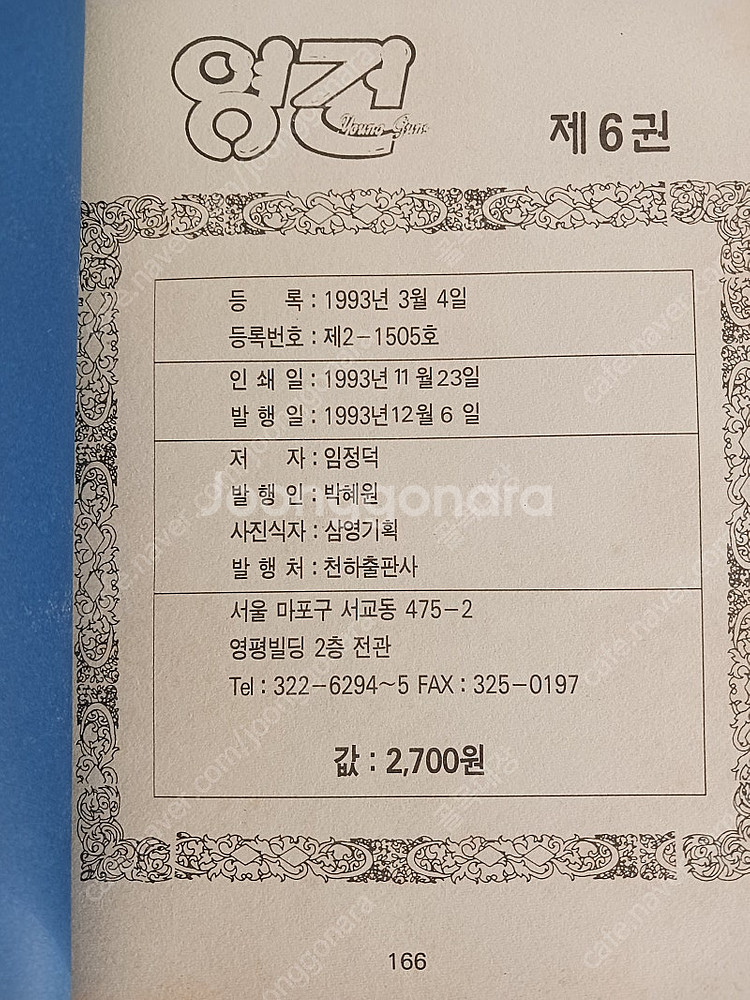 영건
Young Guns
제6권
등 록 : 1993년 3월 4일
등록번호 : 제2-1505호
인 쇄 일 : 1993년 11월 23일
발 행 일 : 1993년 12월 6일
저 자 : 임정덕
발 행 인 : 박혜원
사진식자 : 삼영기획
발 행 처 : 천하출판사
서울 마포구 서교동 475-2
영평빌딩 2층 전관
Tel : 322-6294~5 FAX : 325-0197
값 : 2,700원
166
Joonggonara
cafe.naver.com/joonggonara